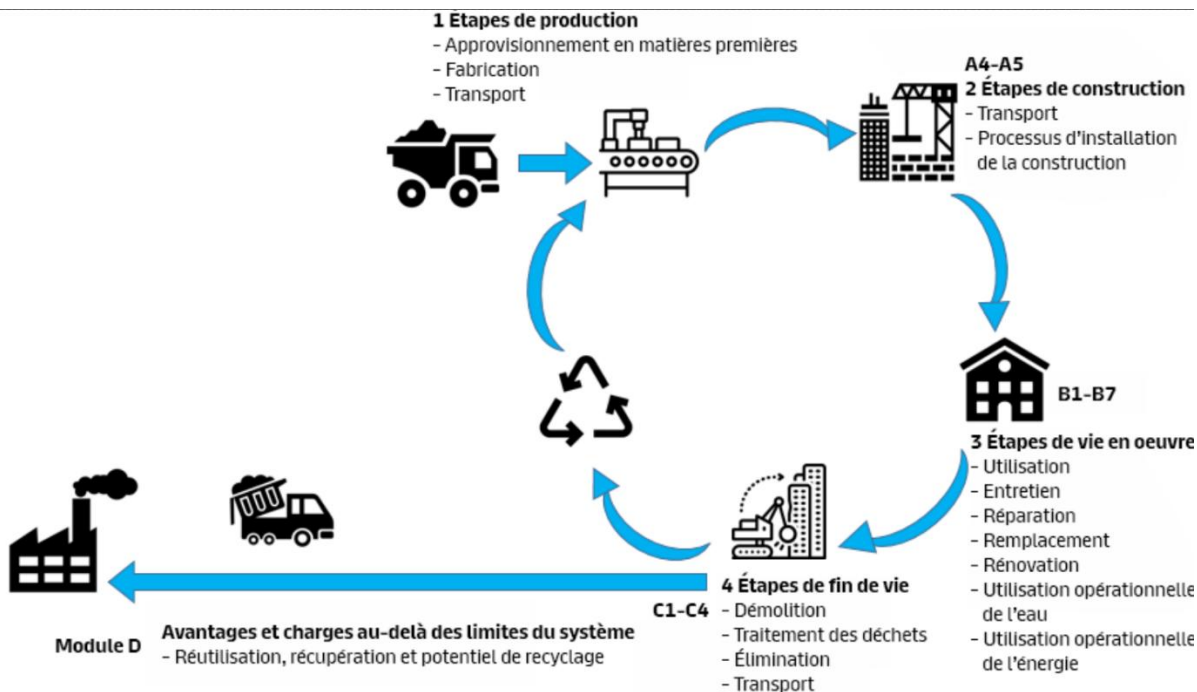 1 Étapes de production
- Approvisionnement en matières premières
- Fabrication
- Transport
A4-A5
2 Étapes de construction
- Transport
- Processus d'installation
de la construction
B1-B7
3 Étapes de vie en oeuvre
- Utilisation
- Entretien
- Réparation
- Remplacement
- Rénovation
- Utilisation opérationnelle
de l'eau
- Utilisation opérationnelle
de l'énergie
4 Étapes de fin de vie
C1-C4
- Démolition
- Traitement des déchets
- Élimination
- Transport
Module D
Avantages et charges au-delà des limites du système
- Réutilisation, récupération et potentiel de recyclage